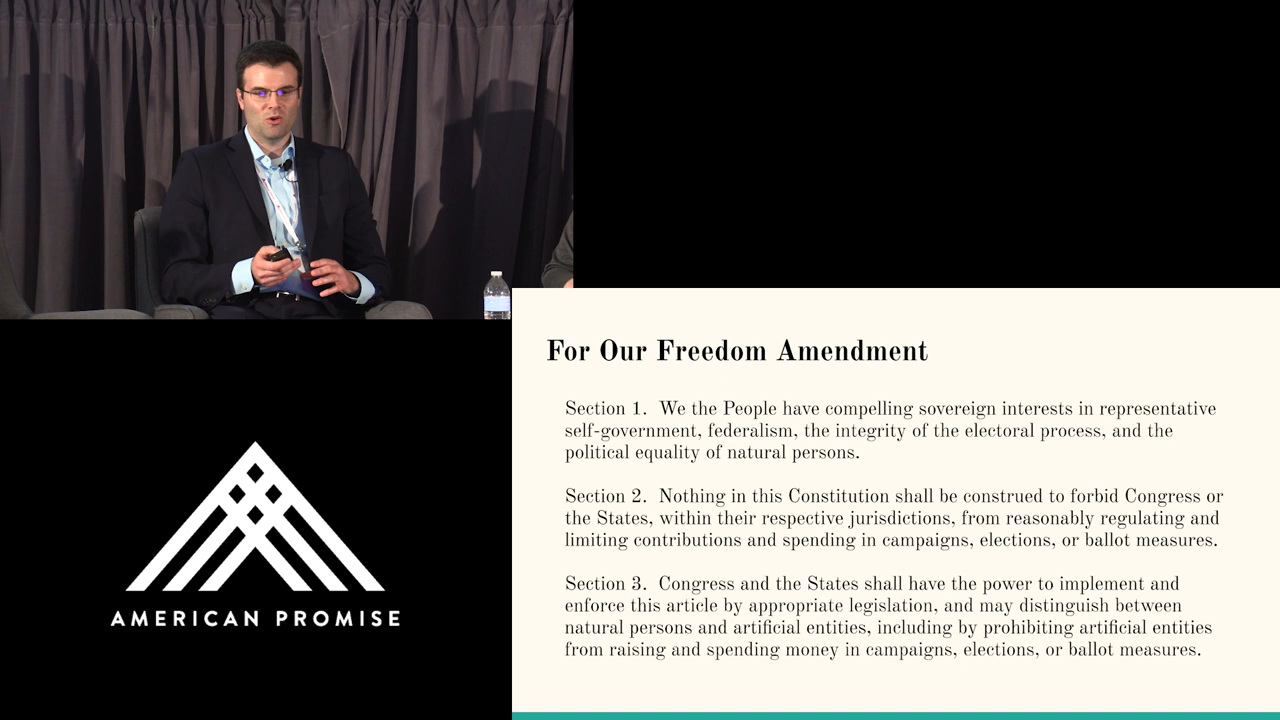 For Our Freedom Amendment
Section 1. We the People have compelling sovereign interests in representative
self-government, federalism, the integrity of the electoral process, and the
political equality of natural persons.
Section 2. Nothing in this Constitution shall be construed to forbid Congress or
the States, within their respective jurisdictions, from reasonably regulating and
limiting contributions and spending in campaigns, elections, or ballot measures.
Section 3. Congress and the States shall have the power to implement and
enforce this article by appropriate legislation, and may distinguish between
natural persons and artificial entities, including by prohibiting artificial entities
from raising and spending money in campaigns, elections, or ballot measures.
AMERICAN PROMISE